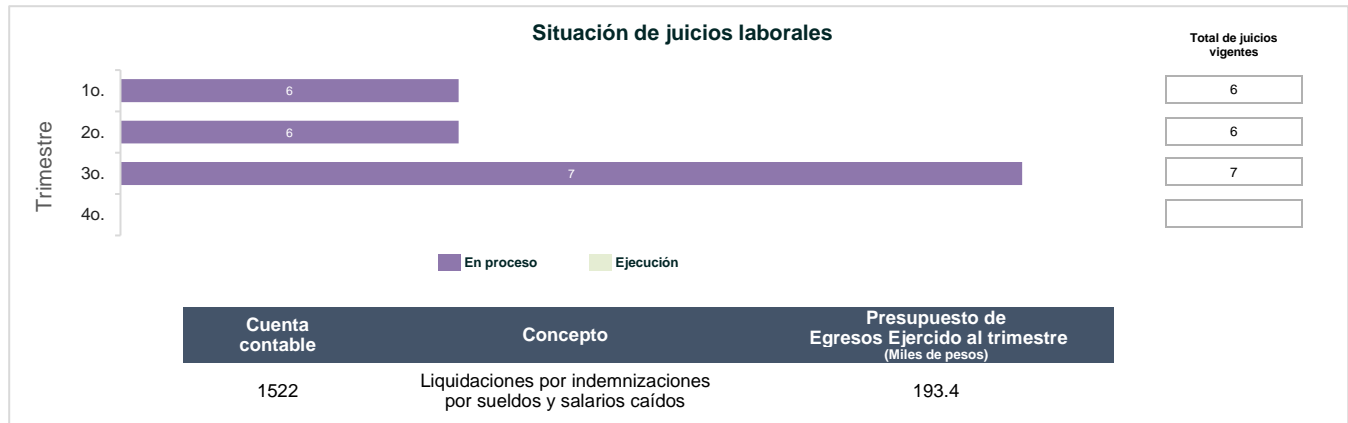 Situación de juicios laborales
Total de juicios
vigentes
Trimestre
1o.
6
6
2o.
6
6
3o.
7
7
4o.
En proceso
Ejecución
Cuenta
contable
Concepto
Presupuesto de
Egresos Ejercido al trimestre
(Miles de pesos)
1522
Liquidaciones por indemnizaciones
por sueldos y salarios caídos
193.4